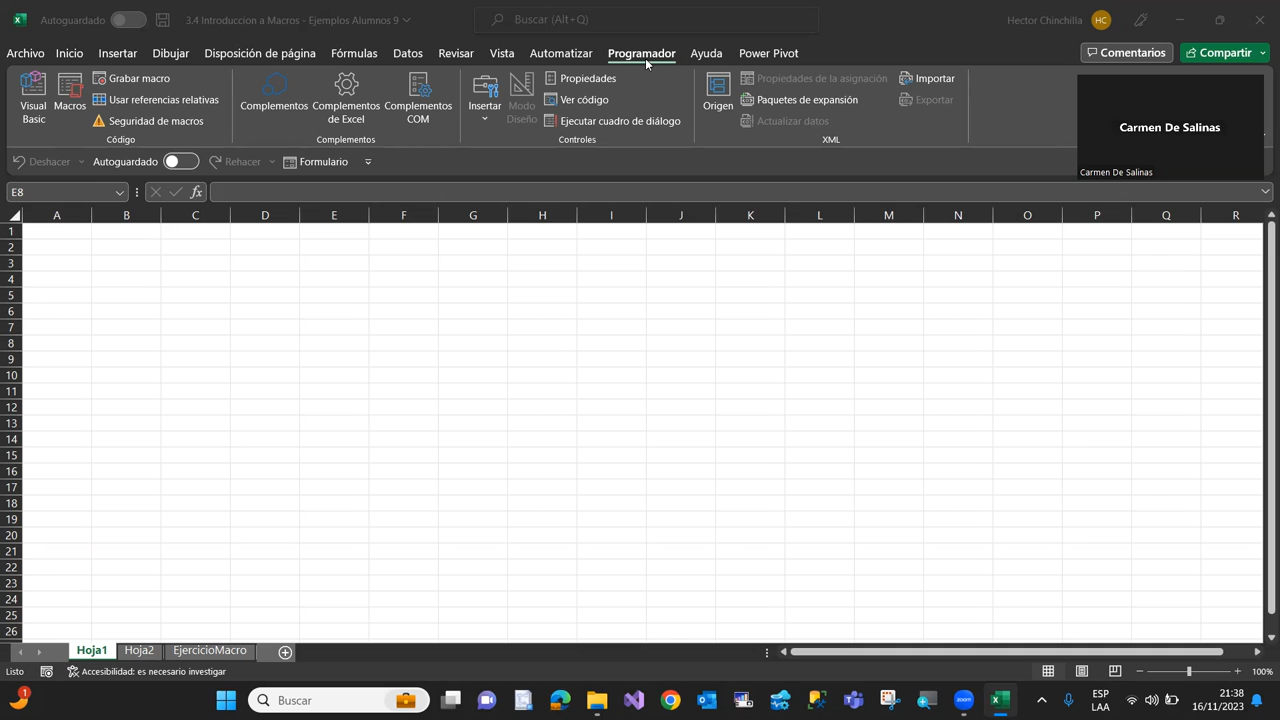 Autoguardado 3.4 Introduccion a Macros - Ejemplos Alumnos 9 Buscar (Alt+Q) Hector Chinchilla HC
Archivo Inicio Insertar Dibujar Disposición de página Fórmulas Datos Revisar Vista Automatizar Programador Ayuda Power Pivot Comentarios Compartir
Visual Basic
Macros
Grabar macro
Usar referencias relativas
Seguridad de macros
Código
Complementos
Complementos de Excel
Complementos COM
Complementos
Insertar
Modo Diseño
Propiedades
Ver código
Ejecutar cuadro de diálogo
Controles
Origen
Propiedades de la asignación
Paquetes de expansión
Actualizar datos
Importar
Exportar
XML
Carmen De Salinas
Carmen De Salinas
Deshacer Autoguardado Rehacer Formulario
E8 fx
A B C D E F G H I J K L M N O P Q R
1
2
3
4
5
6
7
8
9
10
11
12
13
14
15
16
17
18
19
20
21
22
23
24
25
26
Hoja1 Hoja2 EjercicioMacro
Listo Accesibilidad: es necesario investigar 100%
1 Buscar ESP LAA 21:38 16/11/2023